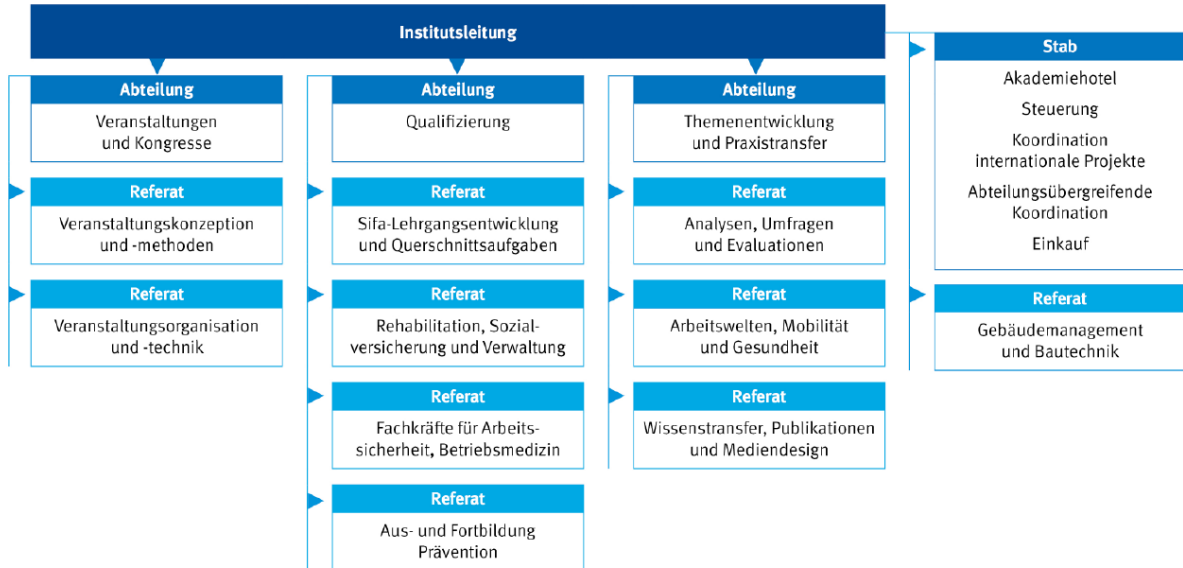 Institutsleitung
Abteilung
Veranstaltungen
und Kongresse
Referat
Veranstaltungskonzeption
und -methoden
Referat
Veranstaltungsorganisation
und -technik
Abteilung
Qualifizierung
Referat
Sifa-Lehrgangsentwicklung
und Querschnittsaufgaben
Referat
Rehabilitation, Sozial-
versicherung und Verwaltung
Referat
Fachkräfte für Arbeits-
sicherheit, Betriebsmedizin
Referat
Aus- und Fortbildung
Prävention
Abteilung
Themenentwicklung
und Praxistransfer
Referat
Analysen, Umfragen
und Evaluationen
Referat
Arbeitswelten, Mobilität
und Gesundheit
Referat
Wissenstransfer, Publikationen
und Mediendesign
Stab
Akademiehotel
Steuerung
Koordination
internationale Projekte
Abteilungsübergreifende
Koordination
Einkauf
Referat
Gebäudemanagement
und Bautechnik